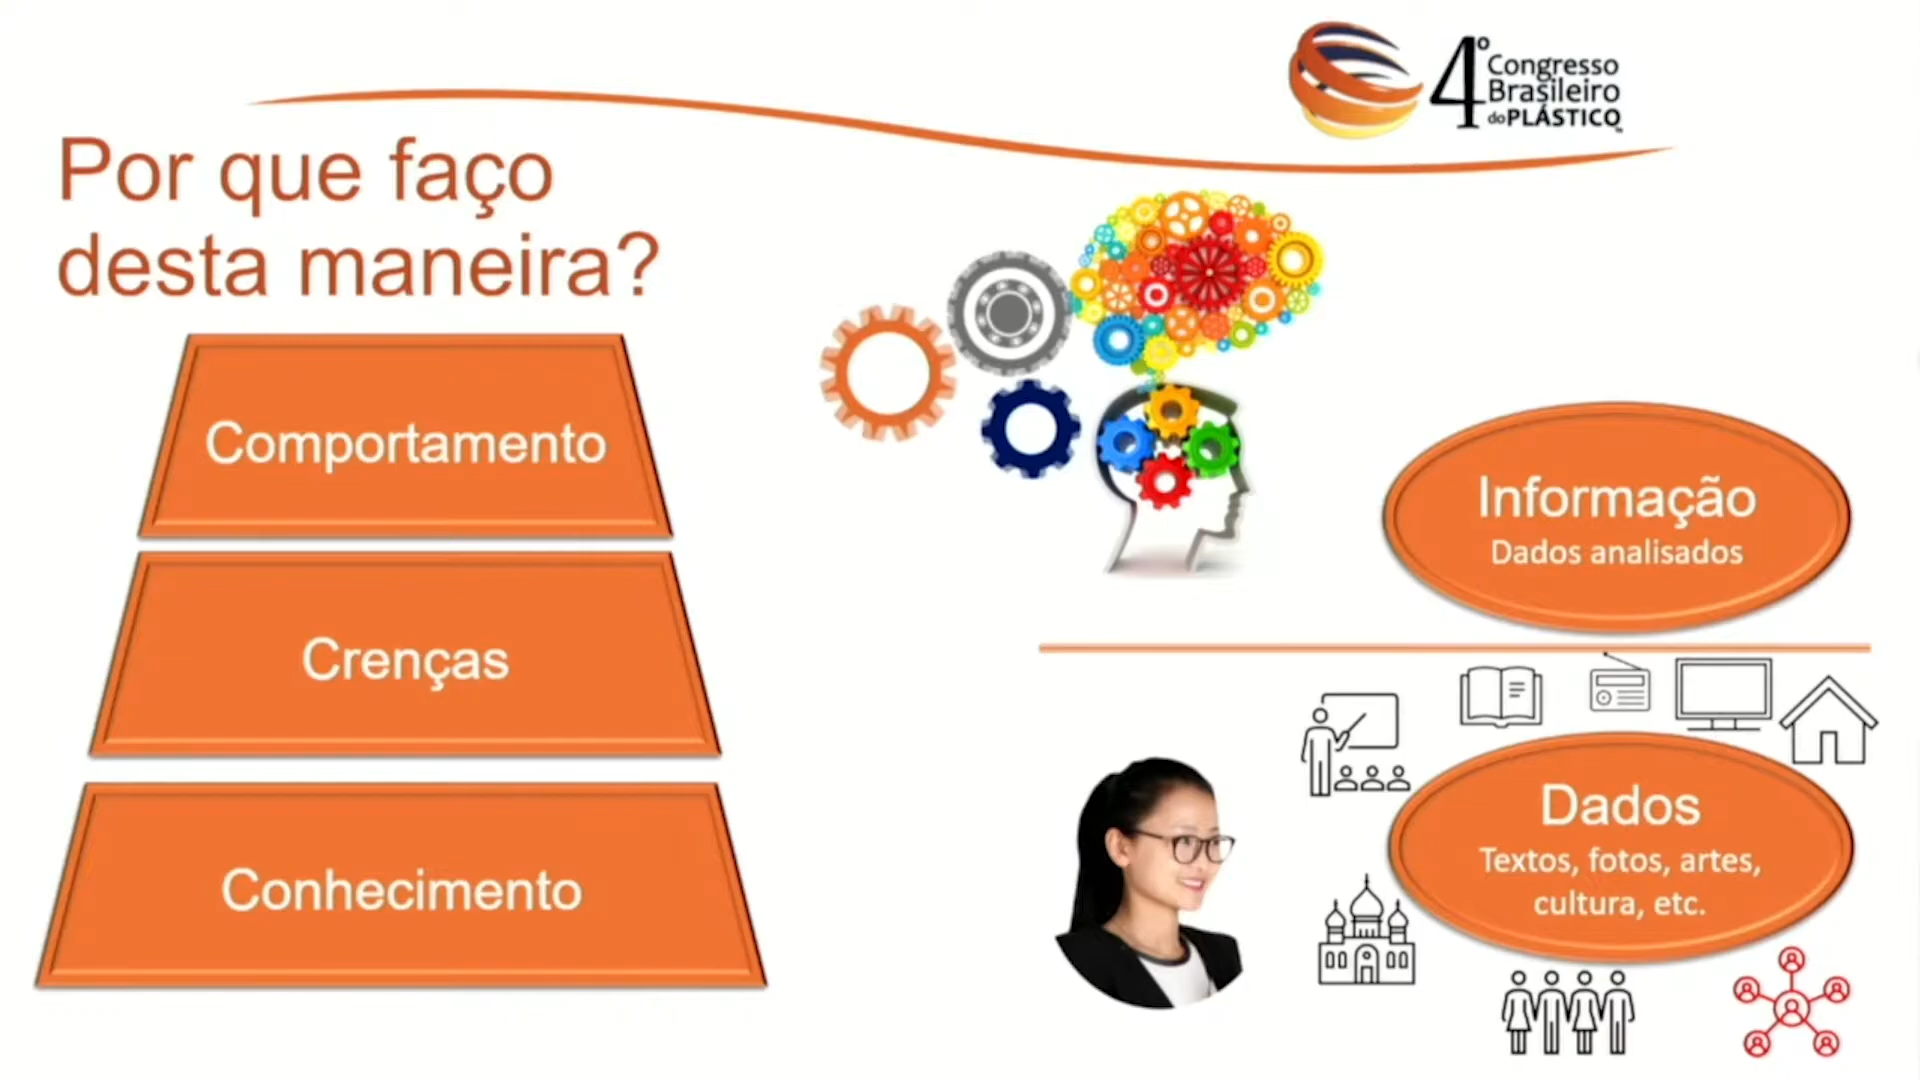 4º
Congresso
Brasileiro
do PLÁSTICO
Por que faço
desta maneira?
Comportamento
Crenças
Conhecimento
Informação
Dados analisados
Dados
Textos, fotos, artes,
cultura, etc.